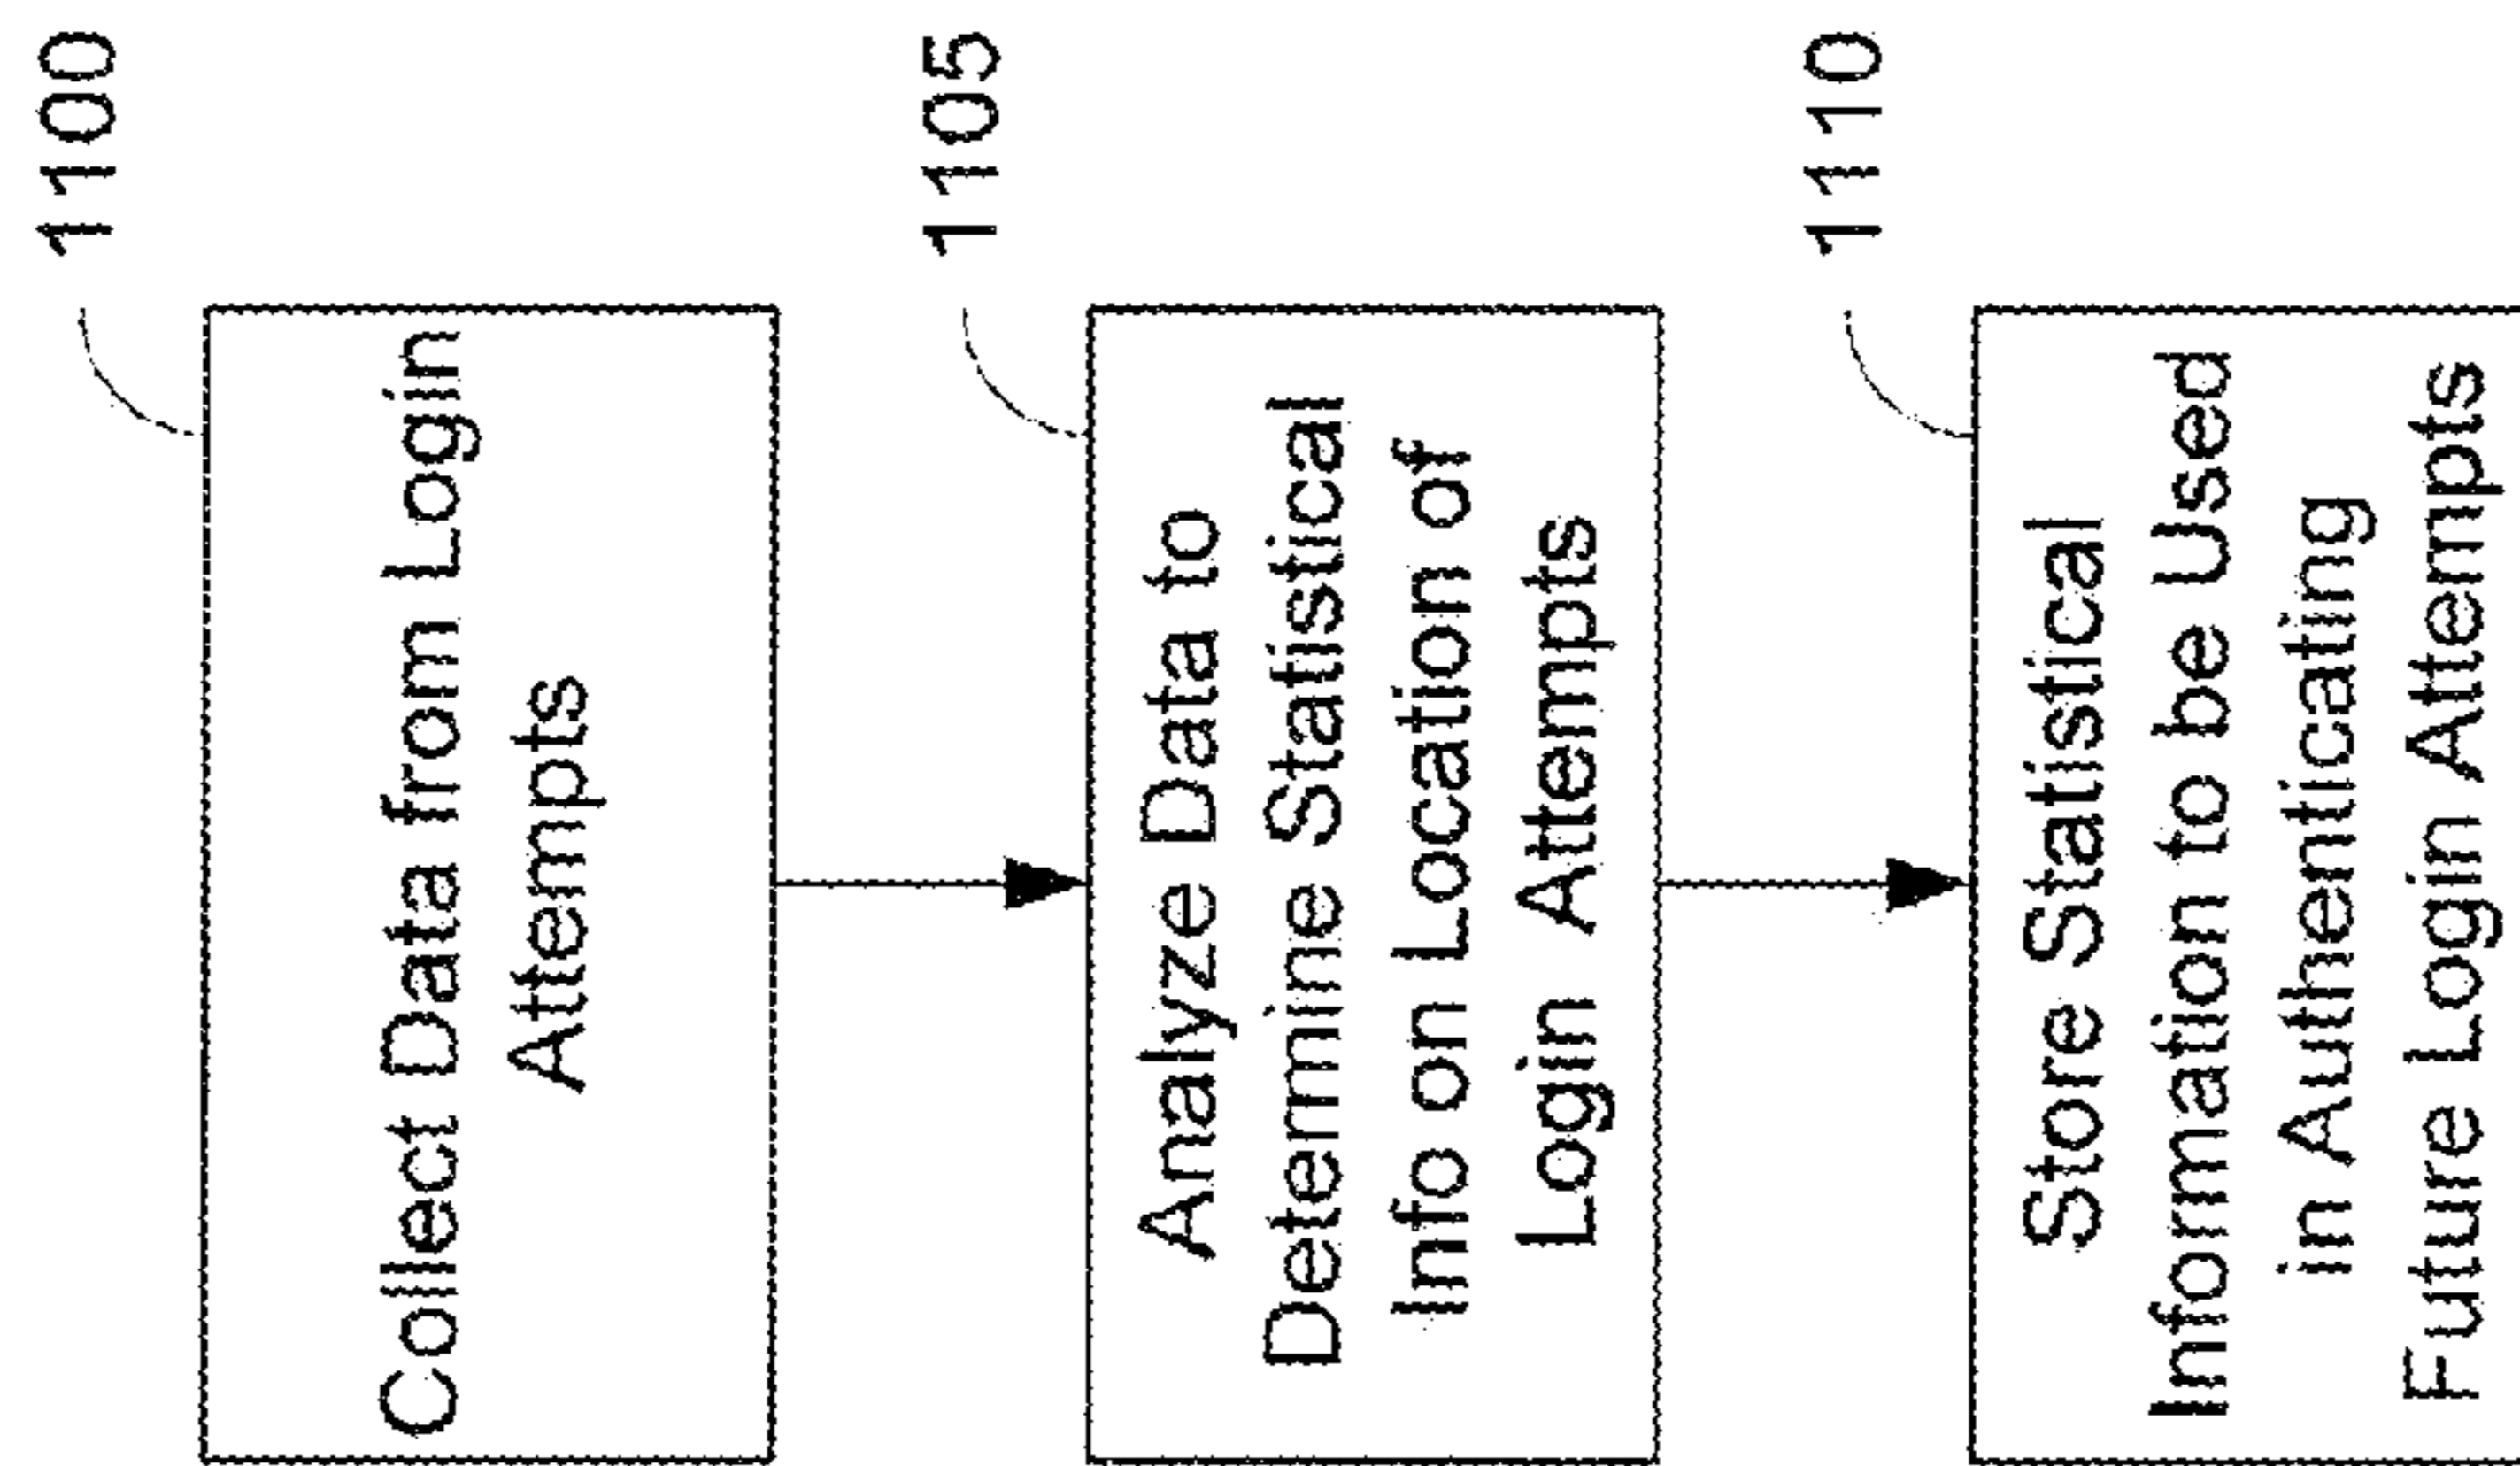 1100
Collect Data from Login
Attempts
1105
Analyze Data to
Determine Statistical
Info on Location of
Login Attempts
1110
Store Statistical
Information to be Used
in Authenticating
Future Login Attempts